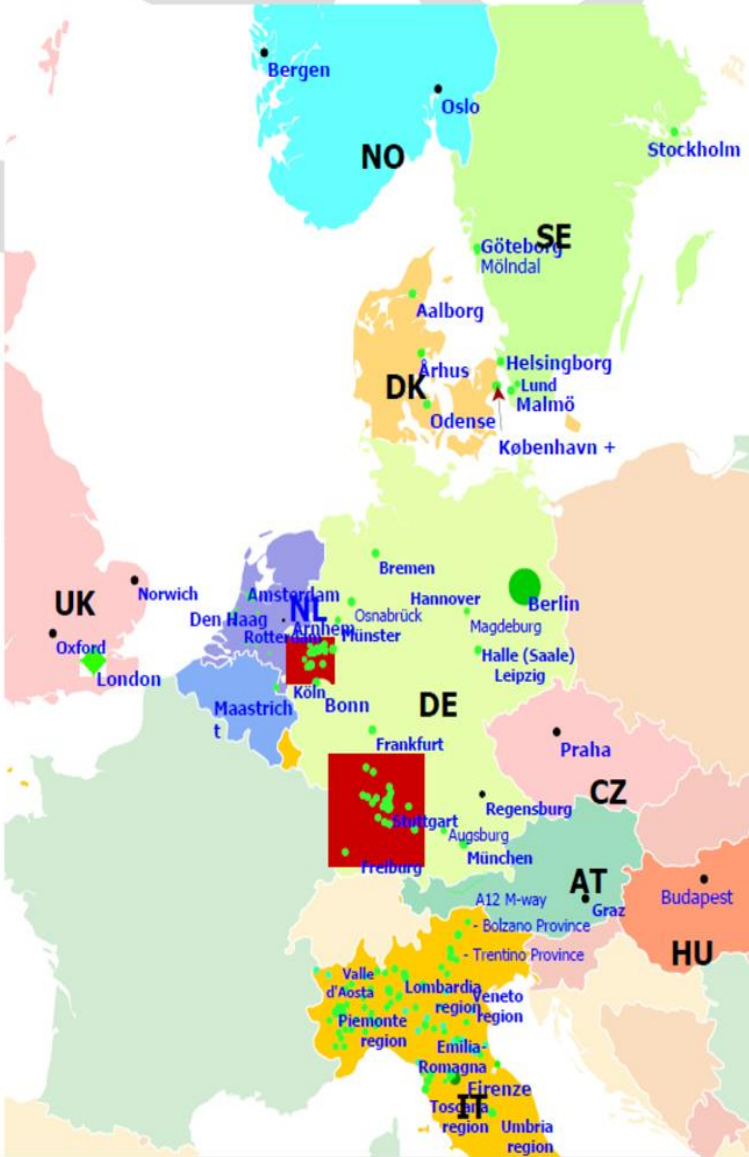 Bergen
Oslo
NO
Stockholm
SE
Göteborg
Mölndal
Aalborg
Århus
Helsingborg
DK
Lund
Malmö
Odense
København +
Bremen
UK
Norwich
Amsterdam
NL
Hannover
Berlin
Den Haag
Osnabrück
Arnhem
Magdeburg
Rotterdam
Münster
Oxford
Halle (Saale)
Leipzig
London
Köln
Bonn
DE
Maastrich
t
Frankfurt
Praha
CZ
Regensburg
Stuttgart
Augsburg
München
Freiburg
AT
Budapest
A12 M-way
Graz
- Bolzano Province
HU
- Trentino Province
Valle
d'Aosta
Lombardia
region
Veneto
region
Piemonte
region
Emilia-
Romagna
Firenze
IT
Toscana
region
Umbria
region